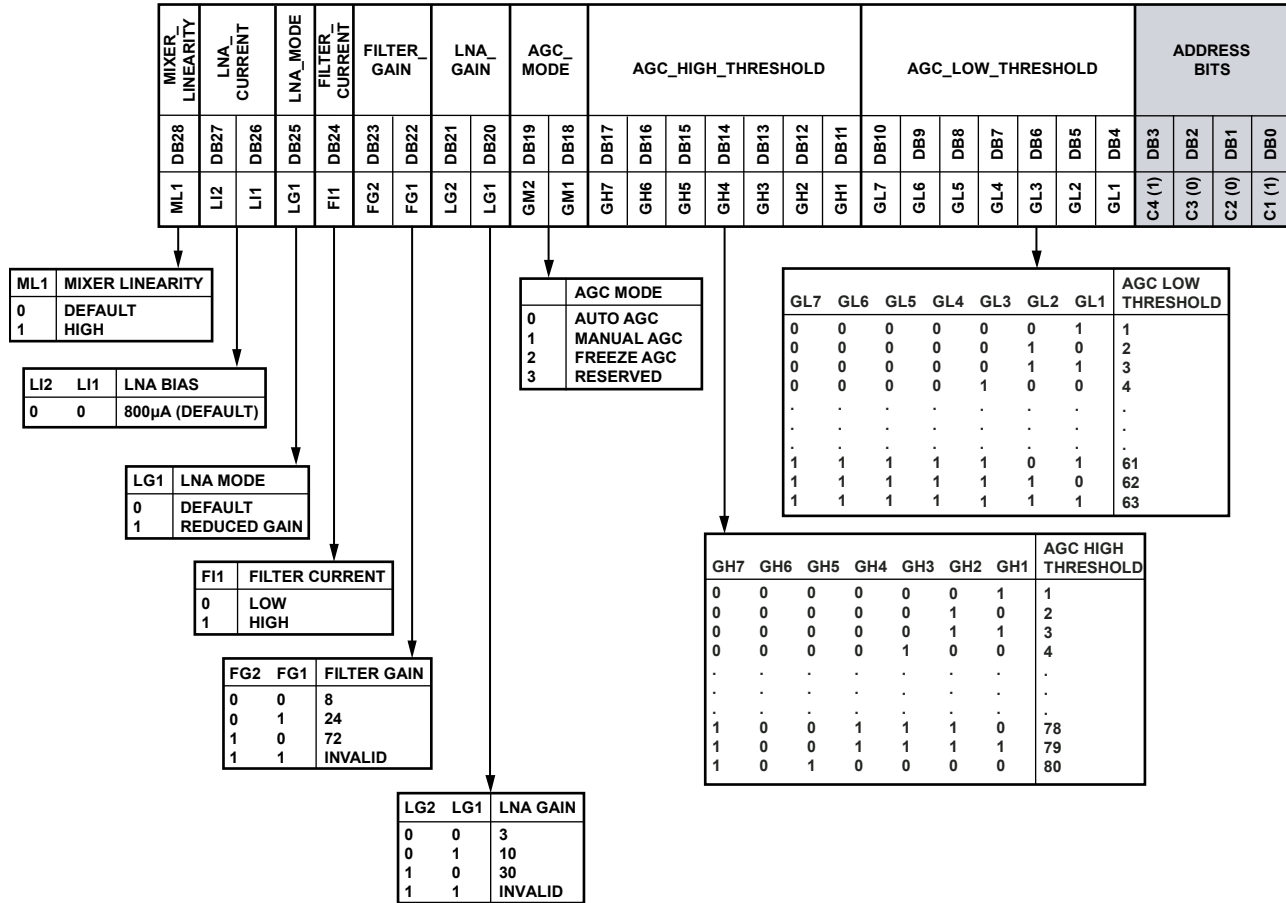 MIXER_
LINEARITY
LNA_
CURRENT
LNA_MODE
FILTER_
CURRENT
FILTER_
GAIN
LNA_
GAIN
AGC_
MODE
AGC_HIGH_THRESHOLD
AGC_LOW_THRESHOLD
ADDRESS
BITS
DB28 DB27 DB26 DB25 DB24 DB23 DB22 DB21 DB20 DB19 DB18 DB17 DB16 DB15 DB14 DB13 DB12 DB11 DB10 DB9 DB8 DB7 DB6 DB5 DB4 DB3 DB2 DB1 DB0
ML1 LI2 LI1 LG1 FI1 FG2 FG1 LG2 LG1 GM2 GM1 GH7 GH6 GH5 GH4 GH3 GH2 GH1 GL7 GL6 GL5 GL4 GL3 GL2 GL1 C4 (1) C3 (0) C2 (0) C1 (1)
ML1 MIXER LINEARITY
0 DEFAULT
1 HIGH
LI2 LI1 LNA BIAS
0 0 800µA (DEFAULT)
LG1 LNA MODE
0 DEFAULT
1 REDUCED GAIN
FI1 FILTER CURRENT
0 LOW
1 HIGH
FG2 FG1 FILTER GAIN
0 0 8
0 1 24
1 0 72
1 1 INVALID
LG2 LG1 LNA GAIN
0 0 3
0 1 10
1 0 30
1 1 INVALID
AGC MODE
0 AUTO AGC
1 MANUAL AGC
2 FREEZE AGC
3 RESERVED
GL7 GL6 GL5 GL4 GL3 GL2 GL1 AGC LOW
THRESHOLD
0 0 0 0 0 0 1 1
0 0 0 0 0 1 0 2
0 0 0 0 0 1 1 3
0 0 0 0 1 0 0 4
. . . . . . . .
. . . . . . . .
. . . . . . . .
1 1 1 1 1 0 1 61
1 1 1 1 1 1 0 62
1 1 1 1 1 1 1 63
GH7 GH6 GH5 GH4 GH3 GH2 GH1 AGC HIGH
THRESHOLD
0 0 0 0 0 0 1 1
0 0 0 0 0 1 0 2
0 0 0 0 0 1 1 3
0 0 0 0 1 0 0 4
. . . . . . . .
. . . . . . . .
. . . . . . . .
1 0 0 1 1 1 0 78
1 0 0 1 1 1 1 79
1 0 1 0 0 0 0 80